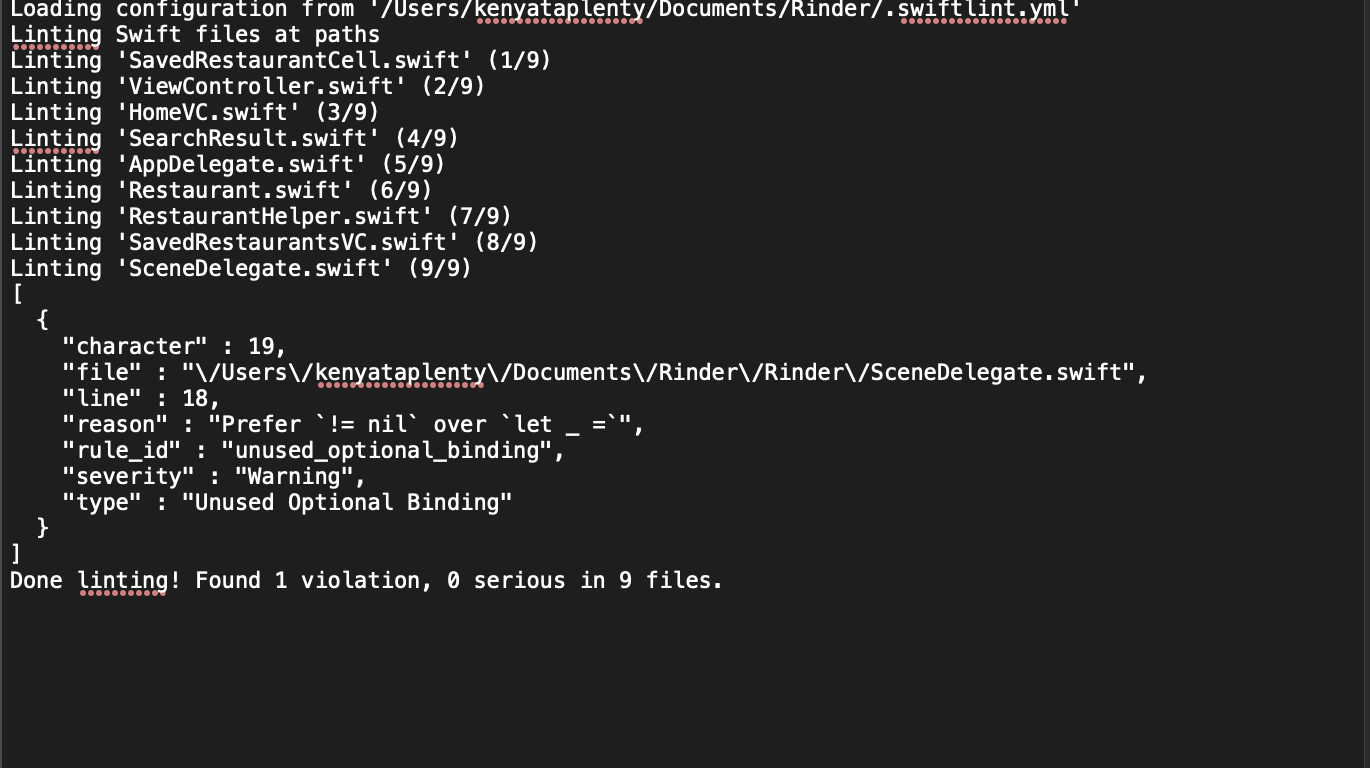 Loading configuration from '/Users/kenyataplenty/Documents/Rinder/.swiftlint.yml'
Linting Swift files at paths
Linting 'SavedRestaurantCell.swift' (1/9)
Linting 'ViewController.swift' (2/9)
Linting 'HomeVC.swift' (3/9)
Linting 'SearchResult.swift' (4/9)
Linting 'AppDelegate.swift' (5/9)
Linting 'Restaurant.swift' (6/9)
Linting 'RestaurantHelper.swift' (7/9)
Linting 'SavedRestaurantsVC.swift' (8/9)
Linting 'SceneDelegate.swift' (9/9)
[
  {
    "character" : 19,
    "file" : "\/Users\/kenyataplenty\/Documents\/Rinder\/Rinder\/SceneDelegate.swift",
    "line" : 18,
    "reason" : "Prefer `!= nil` over `let _ =`",
    "rule_id" : "unused_optional_binding",
    "severity" : "Warning",
    "type" : "Unused Optional Binding"
  }
]
Done linting! Found 1 violation, 0 serious in 9 files.